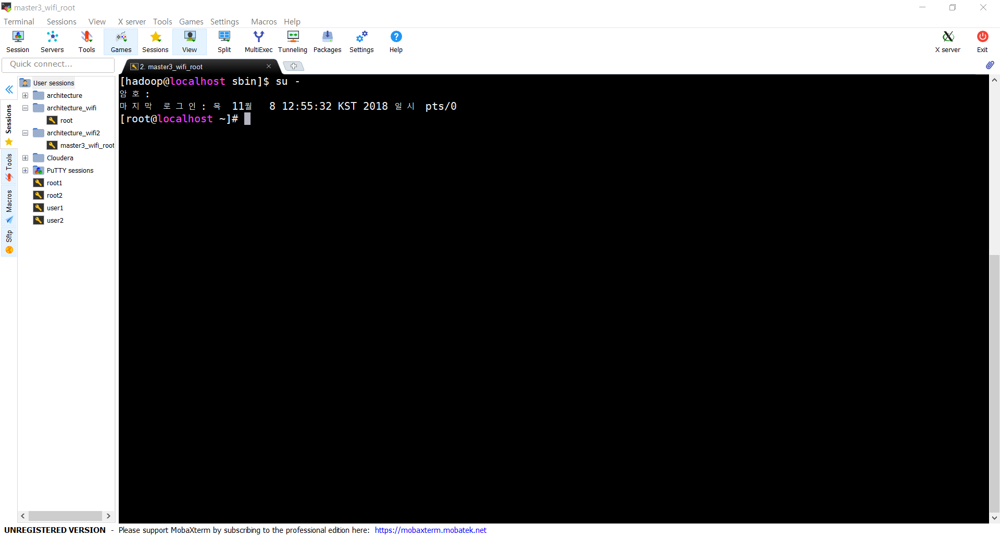 master3_wifi_root
Terminal Sessions View X server Tools Games Settings Macros Help
Session Servers Tools Games Sessions View Split MultiExec Tunneling Packages Settings Help X server Exit
Quick connect...
2. master3_wifi_root
User sessions
architecture
architecture_wifi
root
architecture_wifi2
master3_wifi_root
Cloudera
PuTTY sessions
root1
root2
user1
user2
Sessions
Tools
Macros
Sftp
[hadoop@localhost sbin]$ su -
암호:
마지막 로그인: 목 11월  8 12:55:32 KST 2018 일시 pts/0
[root@localhost ~]#
UNREGISTERED VERSION - Please support MobaXterm by subscribing to the professional edition here: https://mobaxterm.mobatek.net